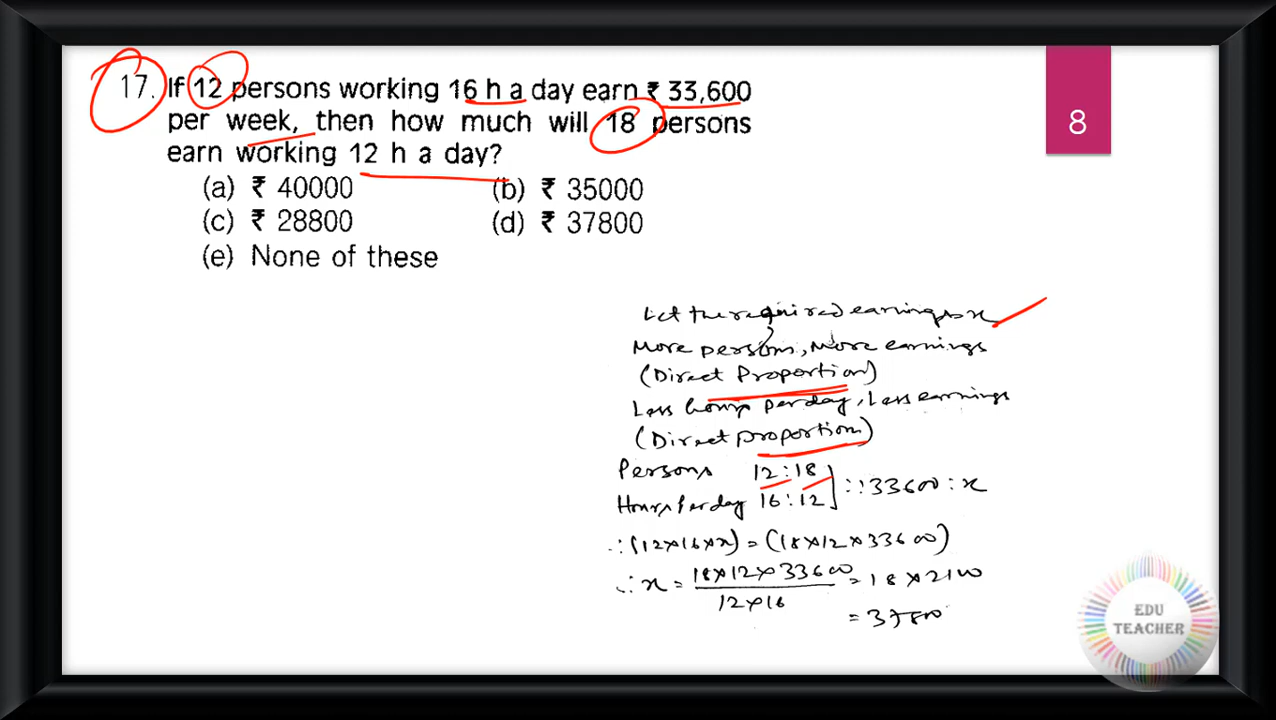 17. If 12 persons working 16 h a day earn ₹ 33,600
per week, then how much will 18 persons
earn working 12 h a day?
(a) ₹ 40000 (b) ₹ 35000
(c) ₹ 28800 (d) ₹ 37800
(e) None of these
8
Let the required earnings x
More persons, More earnings
(Direct Proportion)
Less hours per day, Less earnings
(Direct proportion)
Persons 12:18
Hours Per day 16:12 ] ::33600:x
∴(12×16×x) = (18×12×33600)
∴x = 18×12×33600 / 12×16 = 18×2100
= 37800
EDU
TEACHER